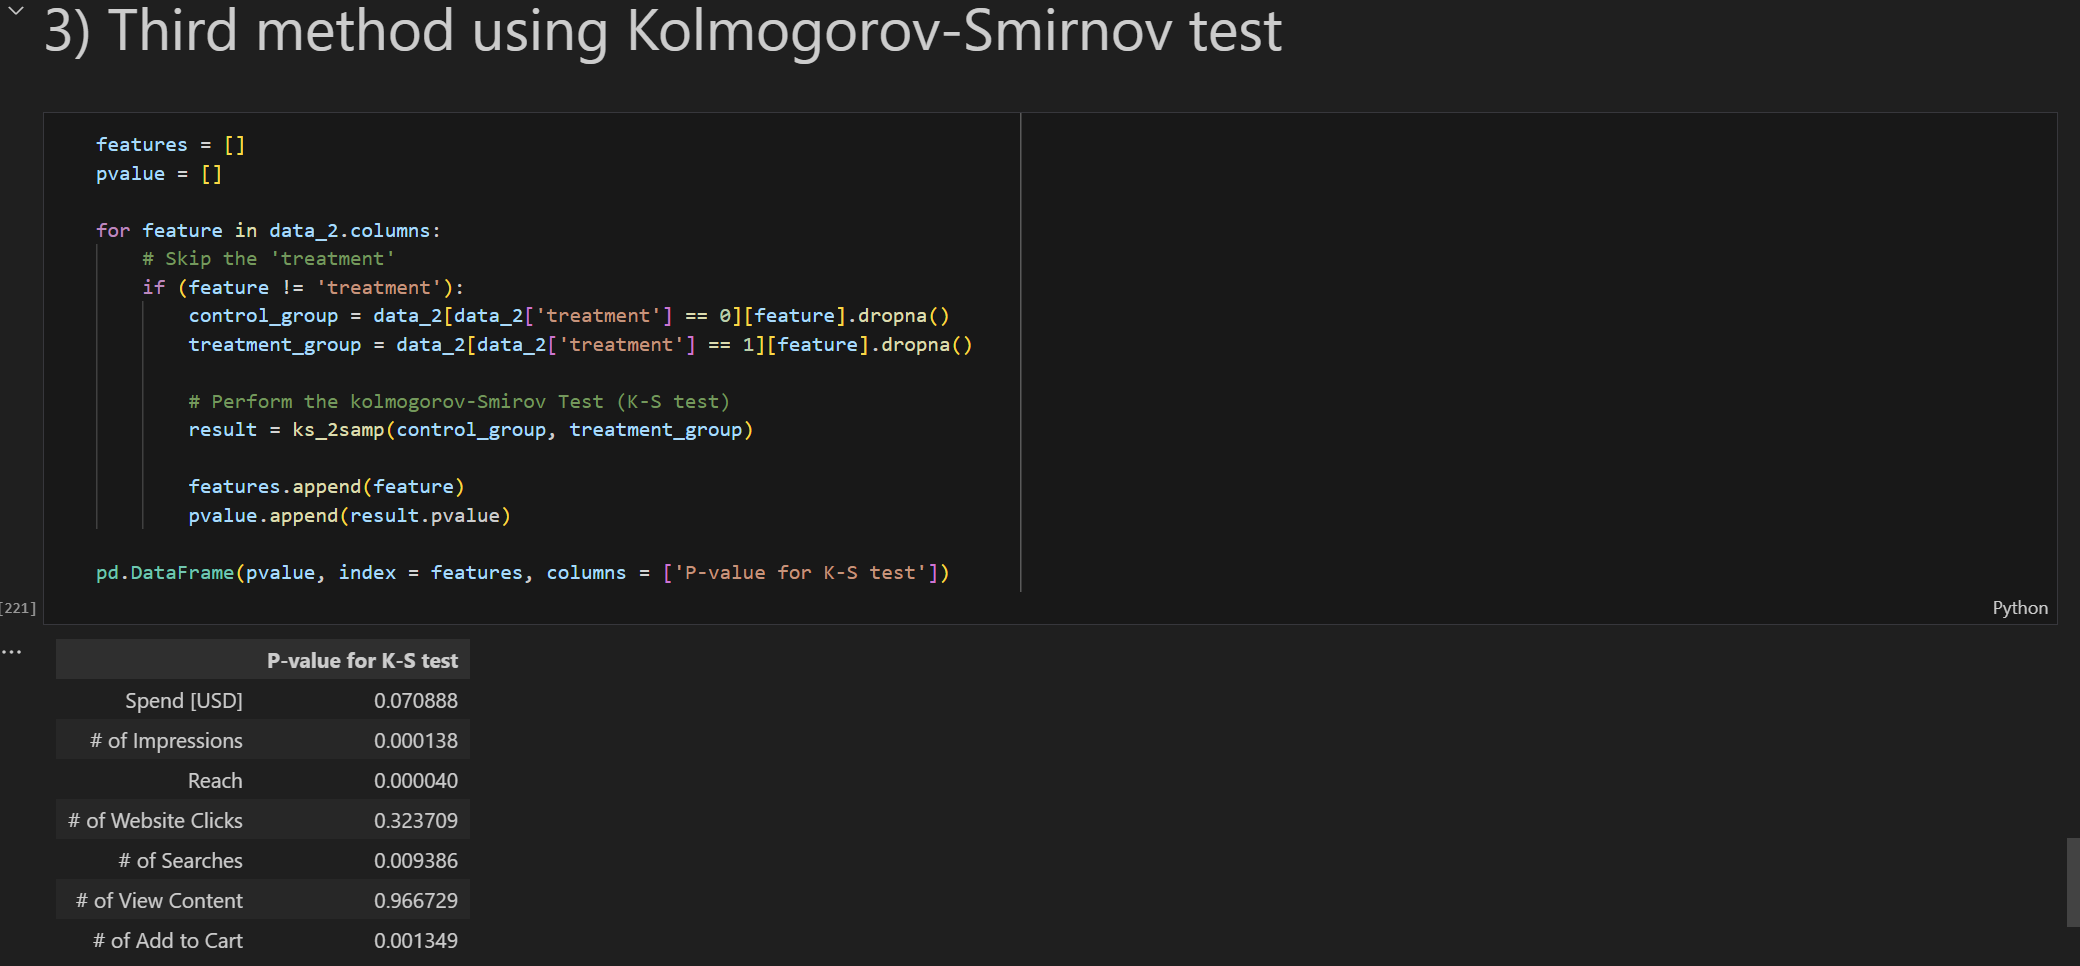 3) Third method using Kolmogorov-Smirnov test
features = []
pvalue = []
for feature in data_2.columns:
# Skip the 'treatment'
if (feature != 'treatment'):
control_group = data_2[data_2['treatment'] == 0][feature].dropna()
treatment_group = data_2[data_2['treatment'] == 1][feature].dropna()
# Perform the kolmogorov-Smirov Test (K-S test)
result = ks_2samp(control_group, treatment_group)
features.append(feature)
pvalue.append(result.pvalue)
pd.DataFrame(pvalue, index = features, columns = ['P-value for K-S test'])
[221]
Python
P-value for K-S test
Spend [USD] 0.070888
# of Impressions 0.000138
Reach 0.000040
# of Website Clicks 0.323709
# of Searches 0.009386
# of View Content 0.966729
# of Add to Cart 0.001349